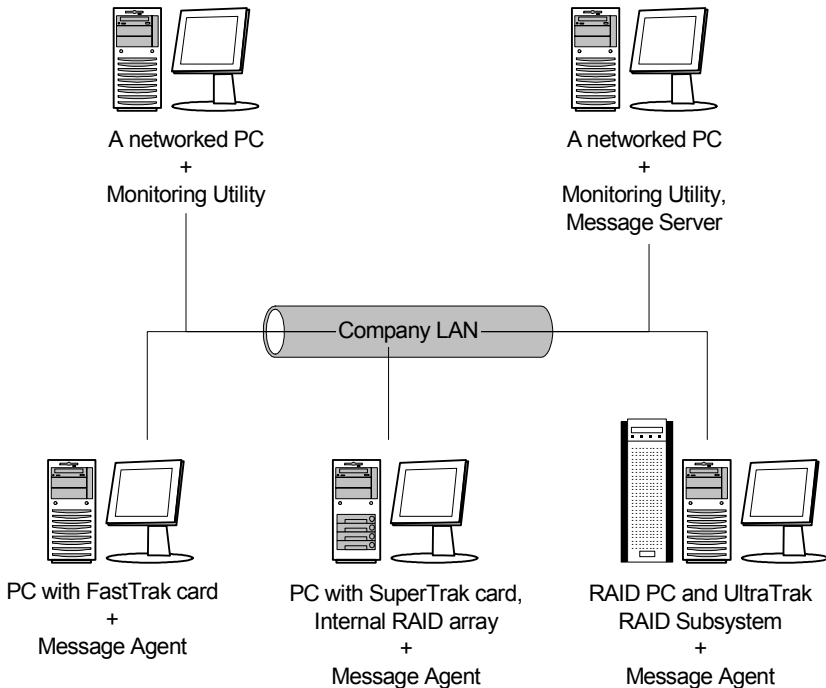 A networked PC
+
Monitoring Utility
A networked PC
+
Monitoring Utility,
Message Server
Company LAN
PC with FastTrak card
+
Message Agent
PC with SuperTrak card,
Internal RAID array
+
Message Agent
RAID PC and UltraTrak
RAID Subsystem
+
Message Agent